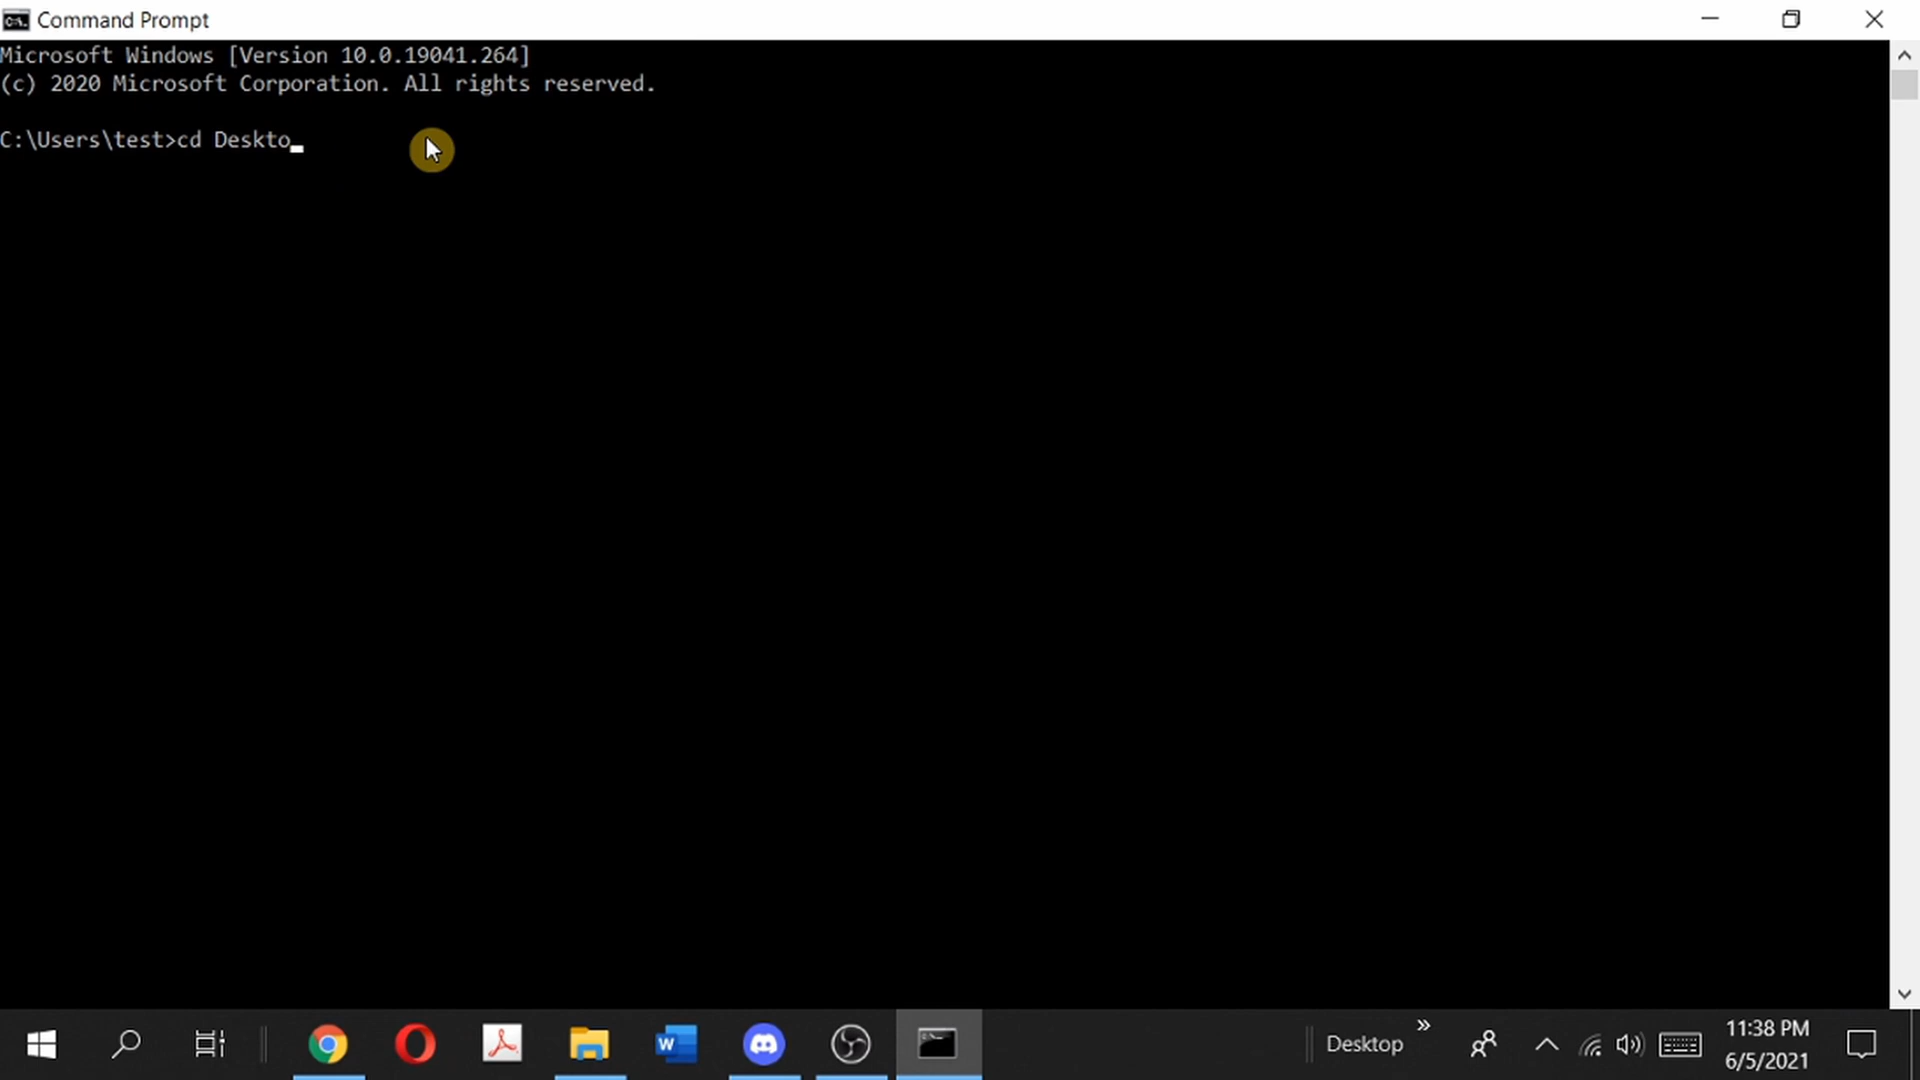 Command Prompt
Microsoft Windows [Version 10.0.19041.264]
(c) 2020 Microsoft Corporation. All rights reserved.
C:\Users\test>cd Deskto_
Desktop
11:38 PM
6/5/2021